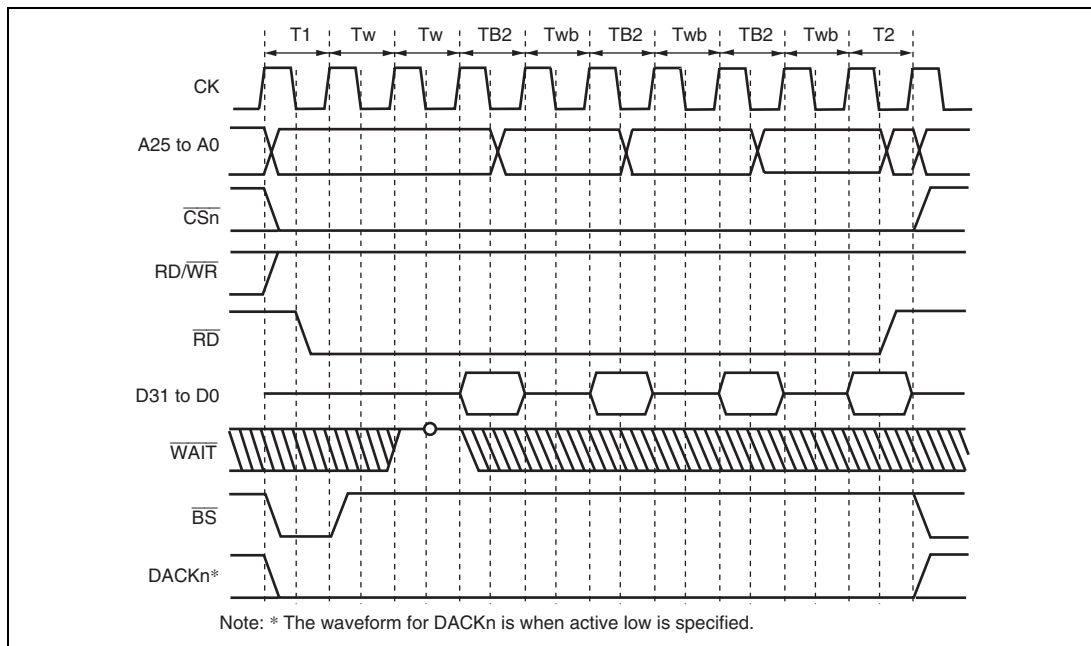 T1 Tw Tw TB2 Twb TB2 Twb TB2 Twb T2
CK
A25 to A0
CSn
RD/WR
RD
D31 to D0
WAIT
BS
DACKn*
Note: * The waveform for DACKn is when active low is specified.